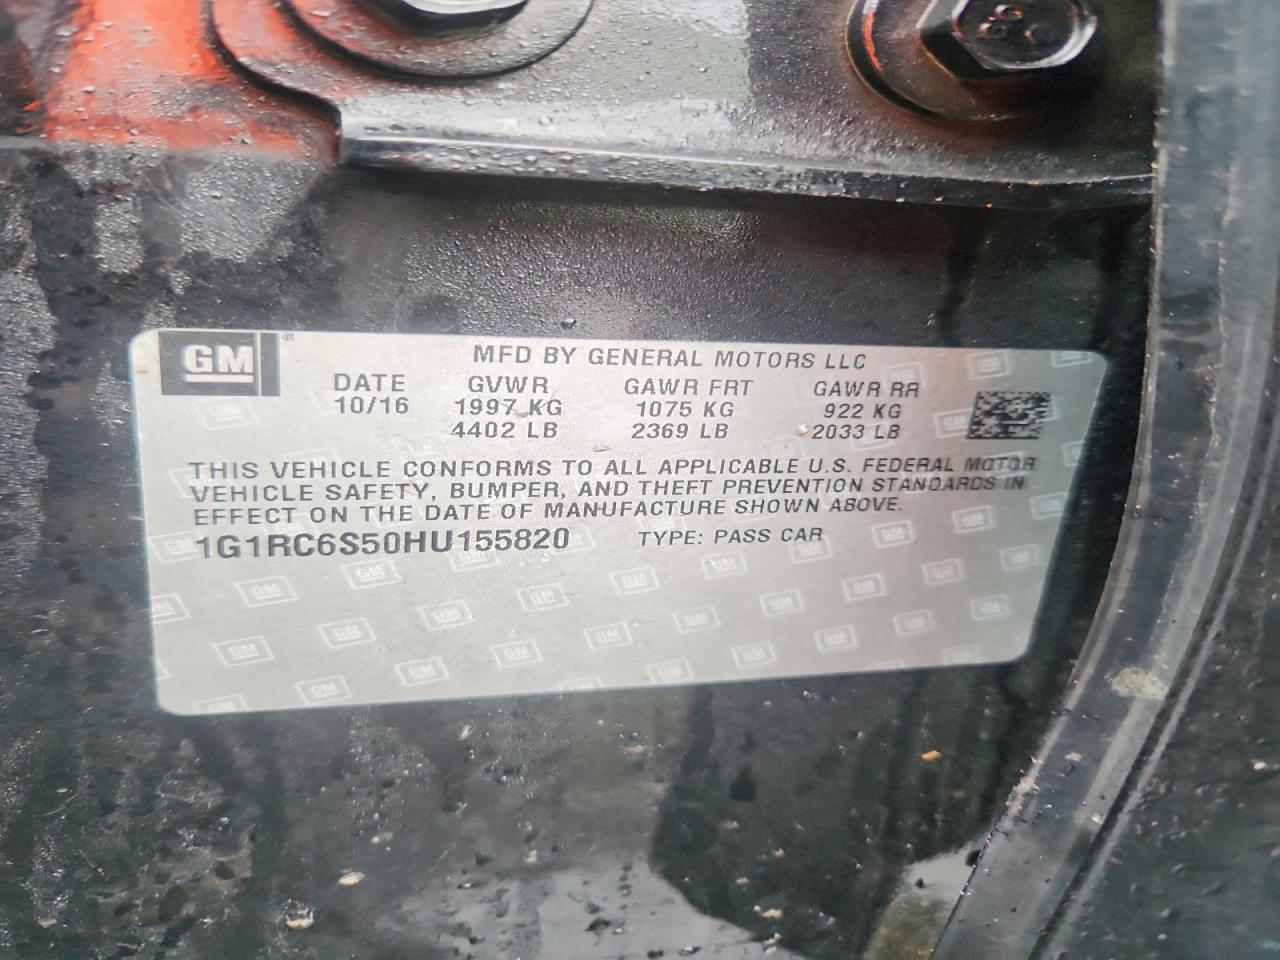 GM
MFD BY GENERAL MOTORS LLC
DATE GVWR GAWR FRT GAWR RR
10/16 1997 KG 1075 KG 922 KG
4402 LB 2369 LB 2033 LB
THIS VEHICLE CONFORMS TO ALL APPLICABLE U.S. FEDERAL MOTOR
VEHICLE SAFETY, BUMPER, AND THEFT PREVENTION STANDARDS IN
EFFECT ON THE DATE OF MANUFACTURE SHOWN ABOVE.
1G1RC6S50HU155820 TYPE: PASS CAR